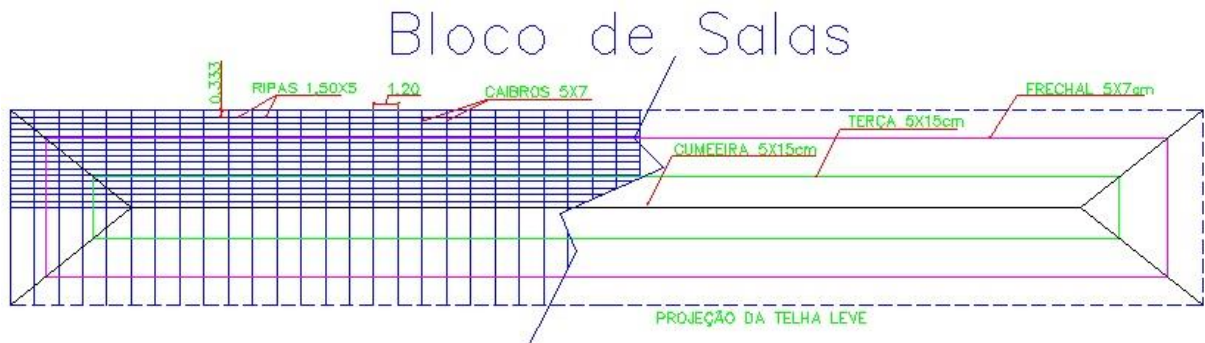 Bloco de Salas
0.333
RIPAS 1.50X5
1.20
CAIBROS 5X7
FRECHAL 5X7cm
TERÇA 5X15cm
CUMEEIRA 5X15cm
PROJEÇÃO DA TELHA LEVE